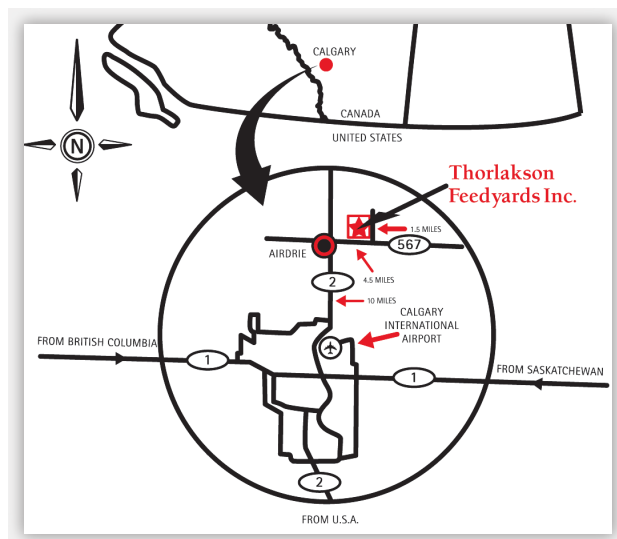 CALGARY
CANADA
UNITED STATES
N
Thorlakson
Feedyards Inc.
1.5 MILES
567
AIRDRIE
2
4.5 MILES
10 MILES
CALGARY
INTERNATIONAL
AIRPORT
FROM BRITISH COLUMBIA
1
FROM SASKATCHEWAN
1
2
FROM U.S.A.